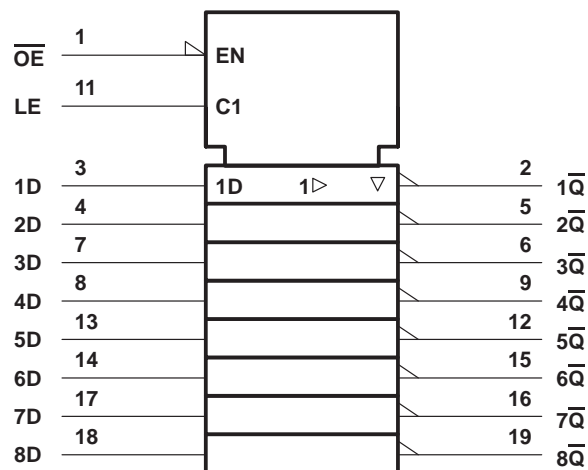 O̅E̅ 1 EN
LE 11 C1
1D 3 1D 1▷ ▽ 2 1Q̅
2D 4 5 2Q̅
3D 7 6 3Q̅
4D 8 9 4Q̅
5D 13 12 5Q̅
6D 14 15 6Q̅
7D 17 16 7Q̅
8D 18 19 8Q̅